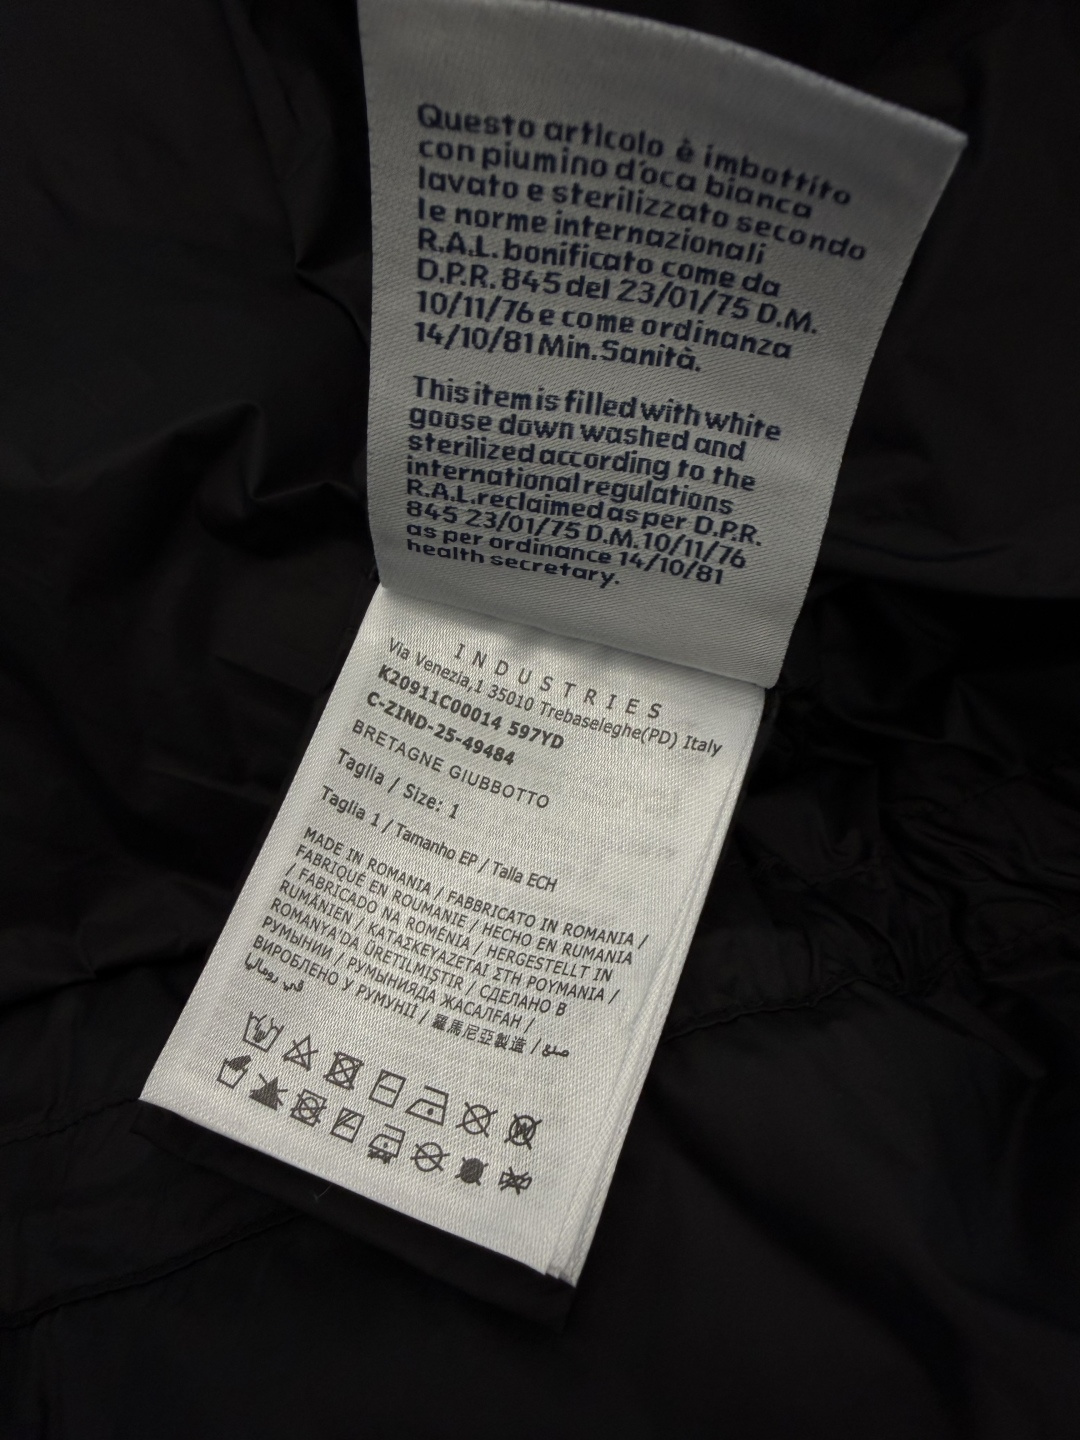 Questo articolo è imbottito
con piumino d'oca bianca
lavato e sterilizzato secondo
le norme internazionali
R.A.L. bonificato come da
D.P.R. 845 del 23/01/75 D.M.
10/11/76 e come ordinanza
14/10/81 Min. Sanità.
This item is filled with white
goose down washed and
sterilized according to the
international regulations
R.A.L. reclaimed as per D.P.R.
845 23/01/75 D.M. 10/11/76
as per ordinance 14/10/81
health secretary.
INDUSTRIES
Via Venezia,1 35010 Trebaseleghe(PD) Italy
K20911C00014 597YD
C-ZIND-25-49484
BRETAGNE GIUBBOTTO
Taglia / Size: 1
Taglia 1 / Tamanho EP / Talla ECH
MADE IN ROMANIA / FABBRICATO IN ROMANIA /
FABRIQUÉ EN ROUMANIE / HECHO EN RUMANIA
/ FABRICADO NA ROMÉNIA / HERGESTELLT IN
RUMÄNIEN / ΚΑΤΑΣΚΕΥΑΖΕΤΑΙ ΣΤΗ ΡΟΥΜΑΝΙΑ /
ROMANYA'DA ÜRETILMISTIR / СДЕЛАНО В
РУМЫНИИ / РУМЫНИЯДА ЖАСАЛҒАН /
ВИРОБЛЕНО У РУМУНІЇ / 羅馬尼亞製造 / صنع
في رومانيا